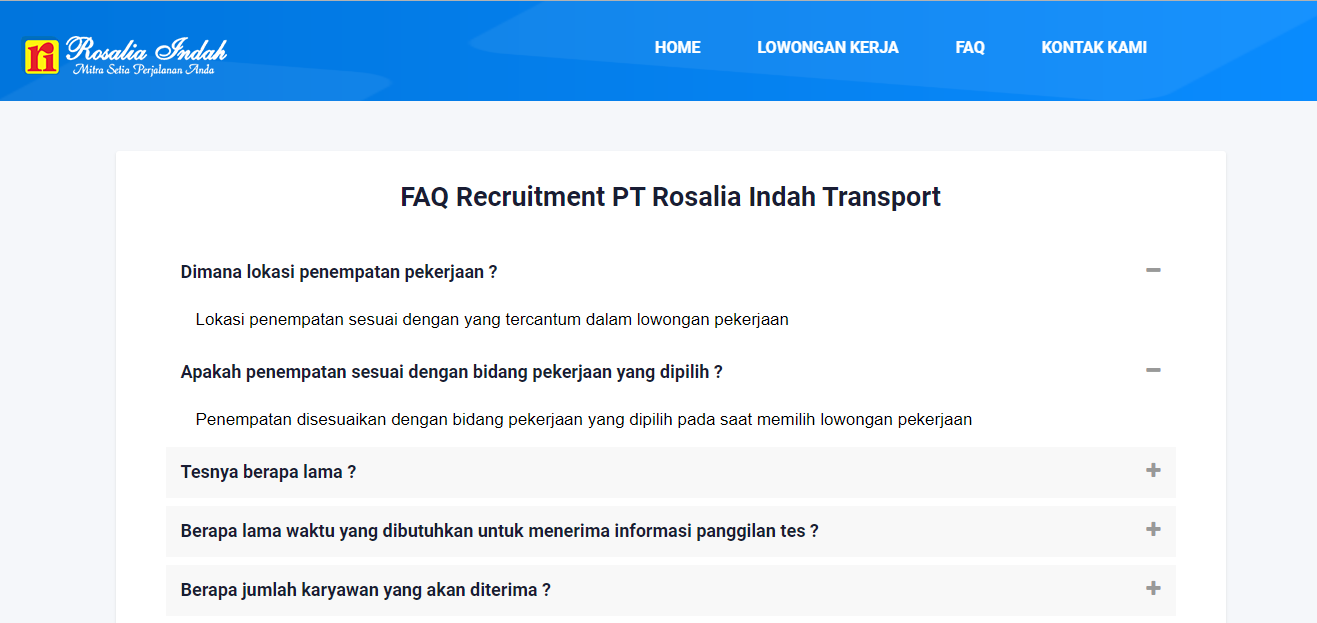 ri Rosalia Indah
Mitra Setia Perjalanan Anda
HOME LOWONGAN KERJA FAQ KONTAK KAMI
FAQ Recruitment PT Rosalia Indah Transport
Dimana lokasi penempatan pekerjaan ?
Lokasi penempatan sesuai dengan yang tercantum dalam lowongan pekerjaan
Apakah penempatan sesuai dengan bidang pekerjaan yang dipilih ?
Penempatan disesuaikan dengan bidang pekerjaan yang dipilih pada saat memilih lowongan pekerjaan
Tesnya berapa lama ?
Berapa lama waktu yang dibutuhkan untuk menerima informasi panggilan tes ?
Berapa jumlah karyawan yang akan diterima ?